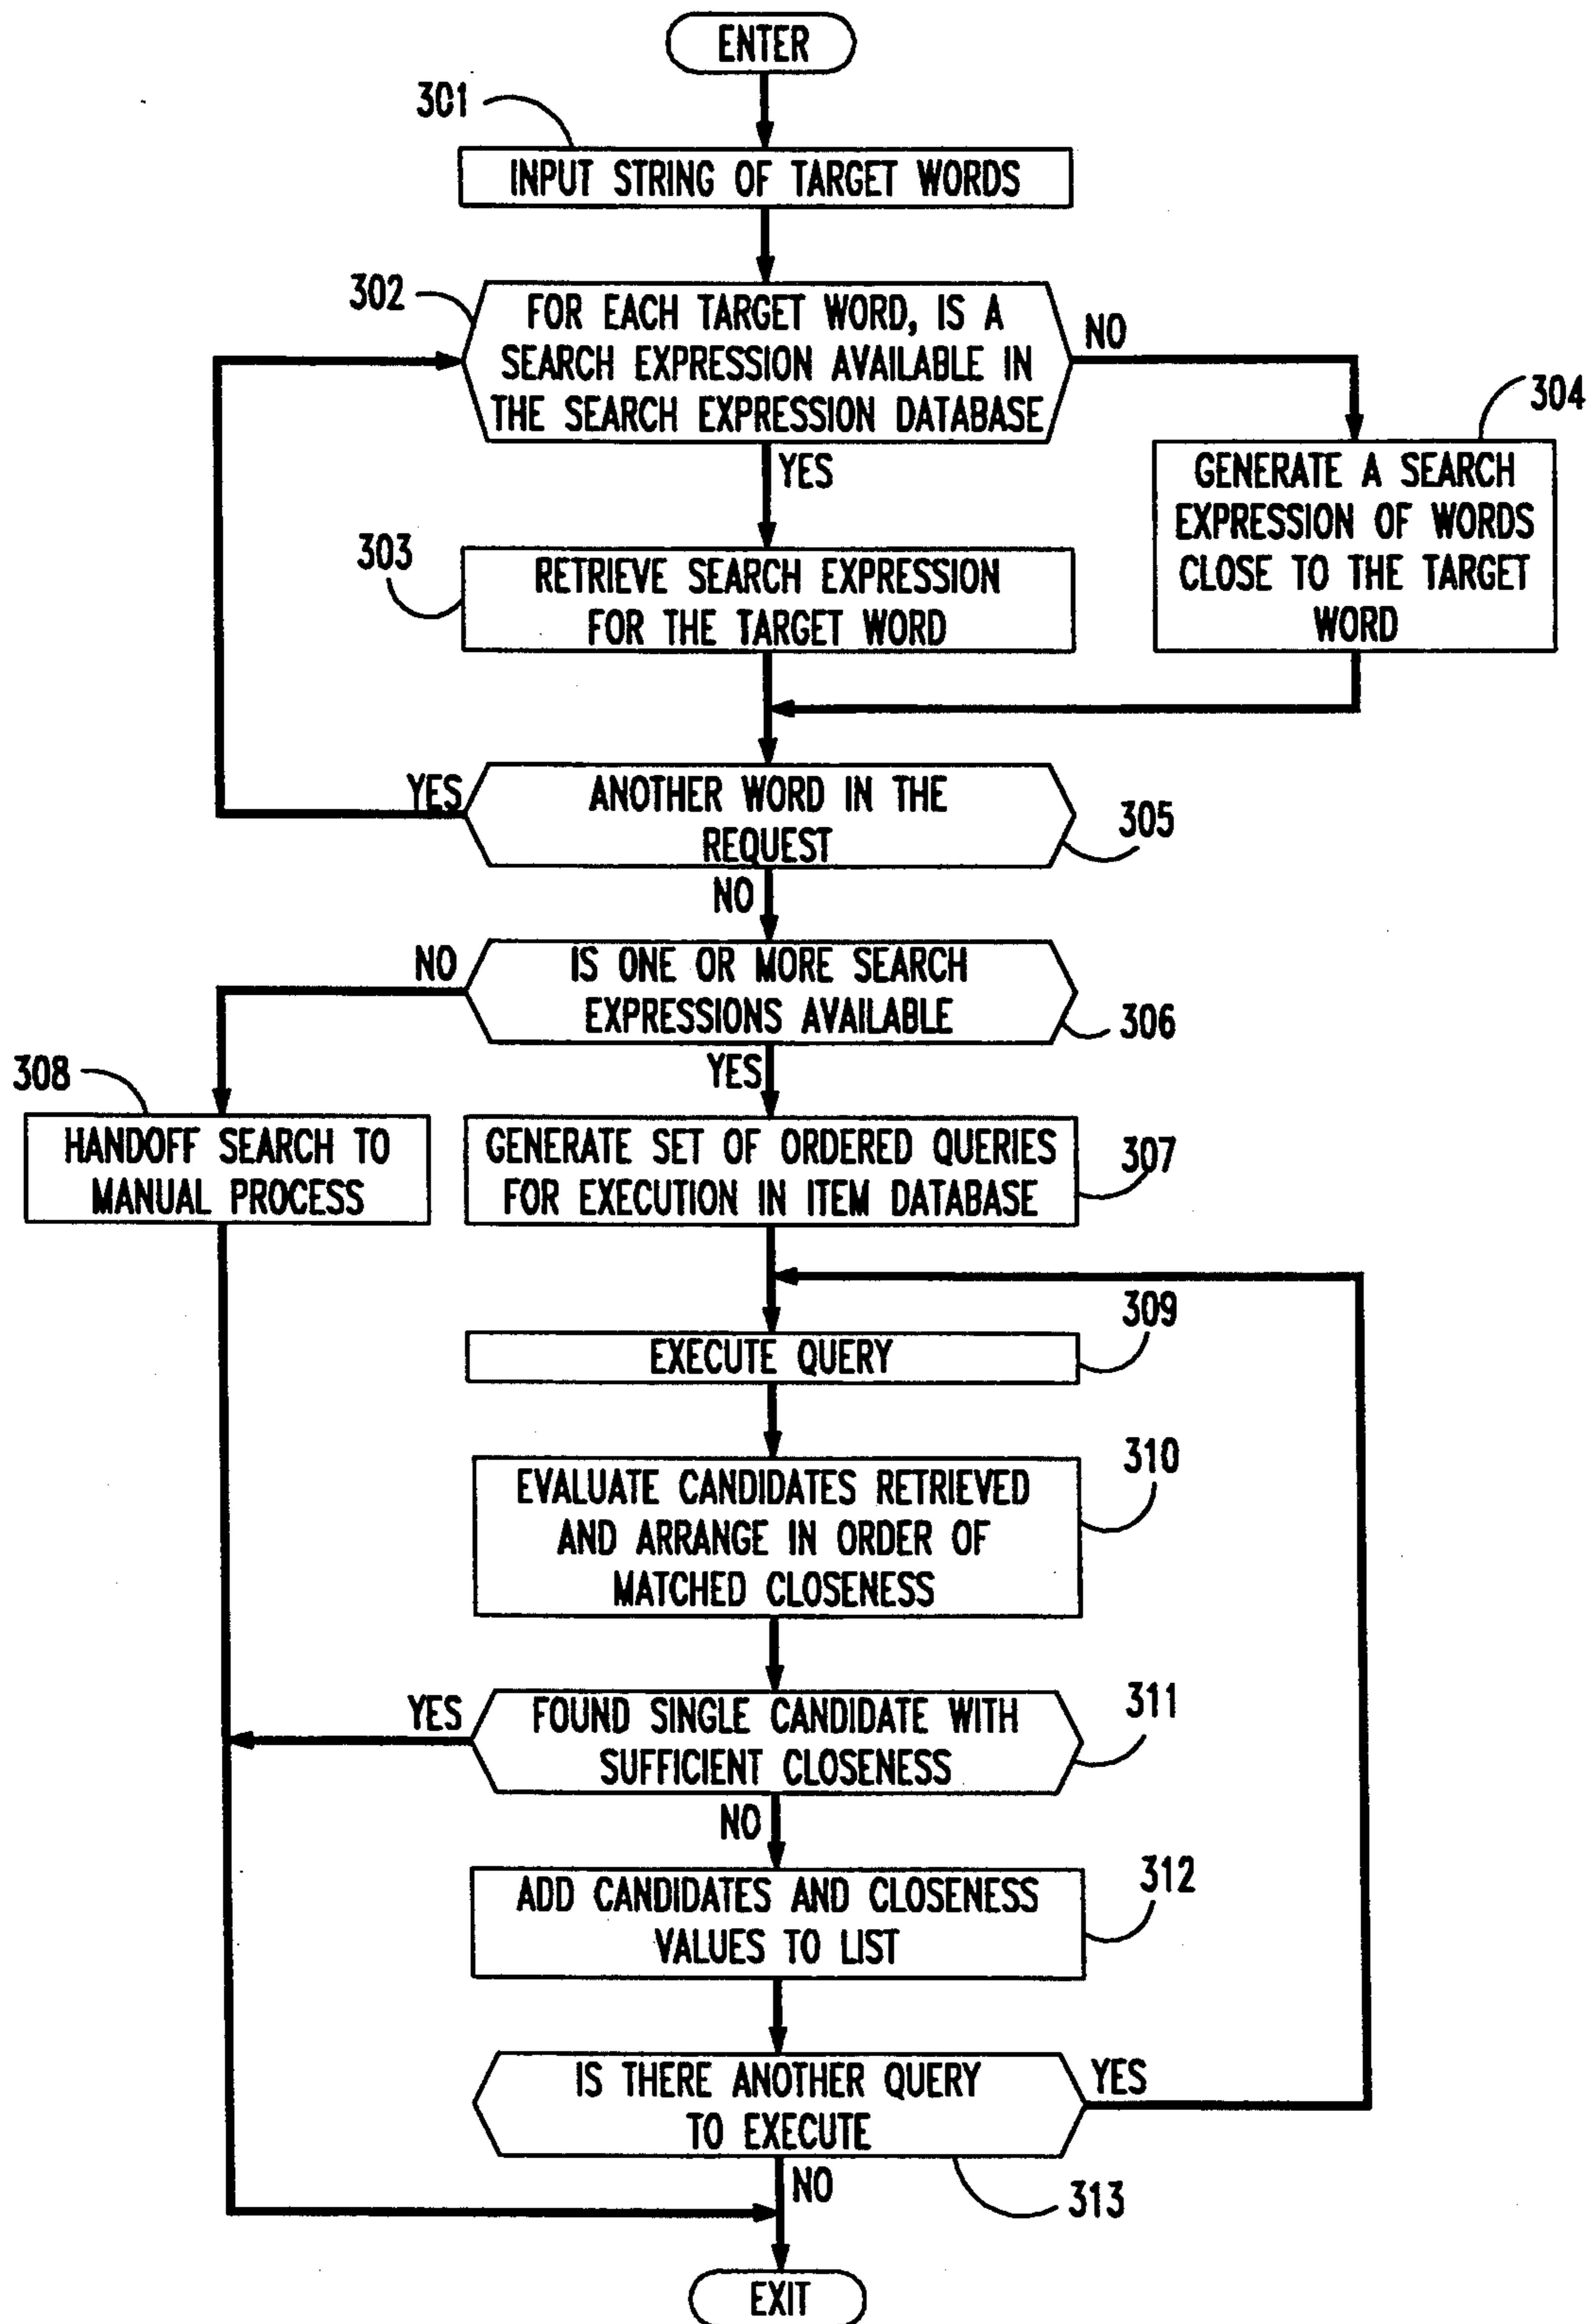 ENTER
301
INPUT STRING OF TARGET WORDS
302
FOR EACH TARGET WORD, IS A
SEARCH EXPRESSION AVAILABLE IN
THE SEARCH EXPRESSION DATABASE
NO
304
YES
GENERATE A SEARCH
EXPRESSION OF WORDS
CLOSE TO THE TARGET
WORD
303
RETRIEVE SEARCH EXPRESSION
FOR THE TARGET WORD
YES
ANOTHER WORD IN THE
REQUEST
305
NO
NO
IS ONE OR MORE SEARCH
EXPRESSIONS AVAILABLE
306
YES
308
HANDOFF SEARCH TO
MANUAL PROCESS
GENERATE SET OF ORDERED QUERIES
FOR EXECUTION IN ITEM DATABASE
307
309
EXECUTE QUERY
310
EVALUATE CANDIDATES RETRIEVED
AND ARRANGE IN ORDER OF
MATCHED CLOSENESS
YES
FOUND SINGLE CANDIDATE WITH
SUFFICIENT CLOSENESS
311
NO
ADD CANDIDATES AND CLOSENESS
VALUES TO LIST
312
IS THERE ANOTHER QUERY
TO EXECUTE
YES
NO
313
EXIT